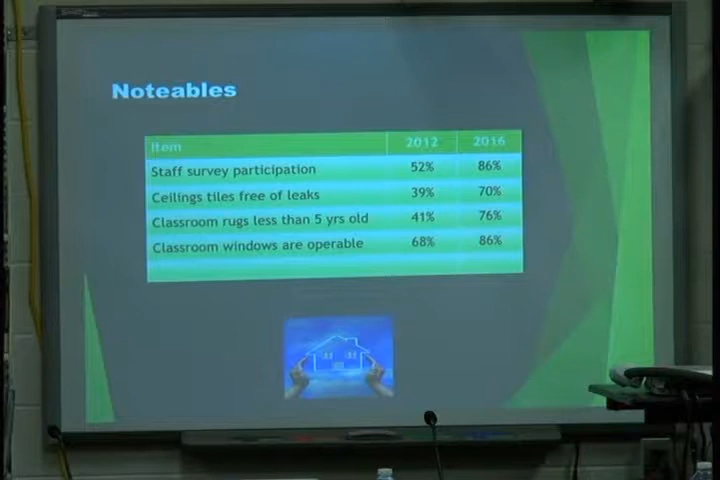 Noteables
Item 2012 2016
Staff survey participation 52% 86%
Ceilings tiles free of leaks 39% 70%
Classroom rugs less than 5 yrs old 41% 76%
Classroom windows are operable 68% 86%